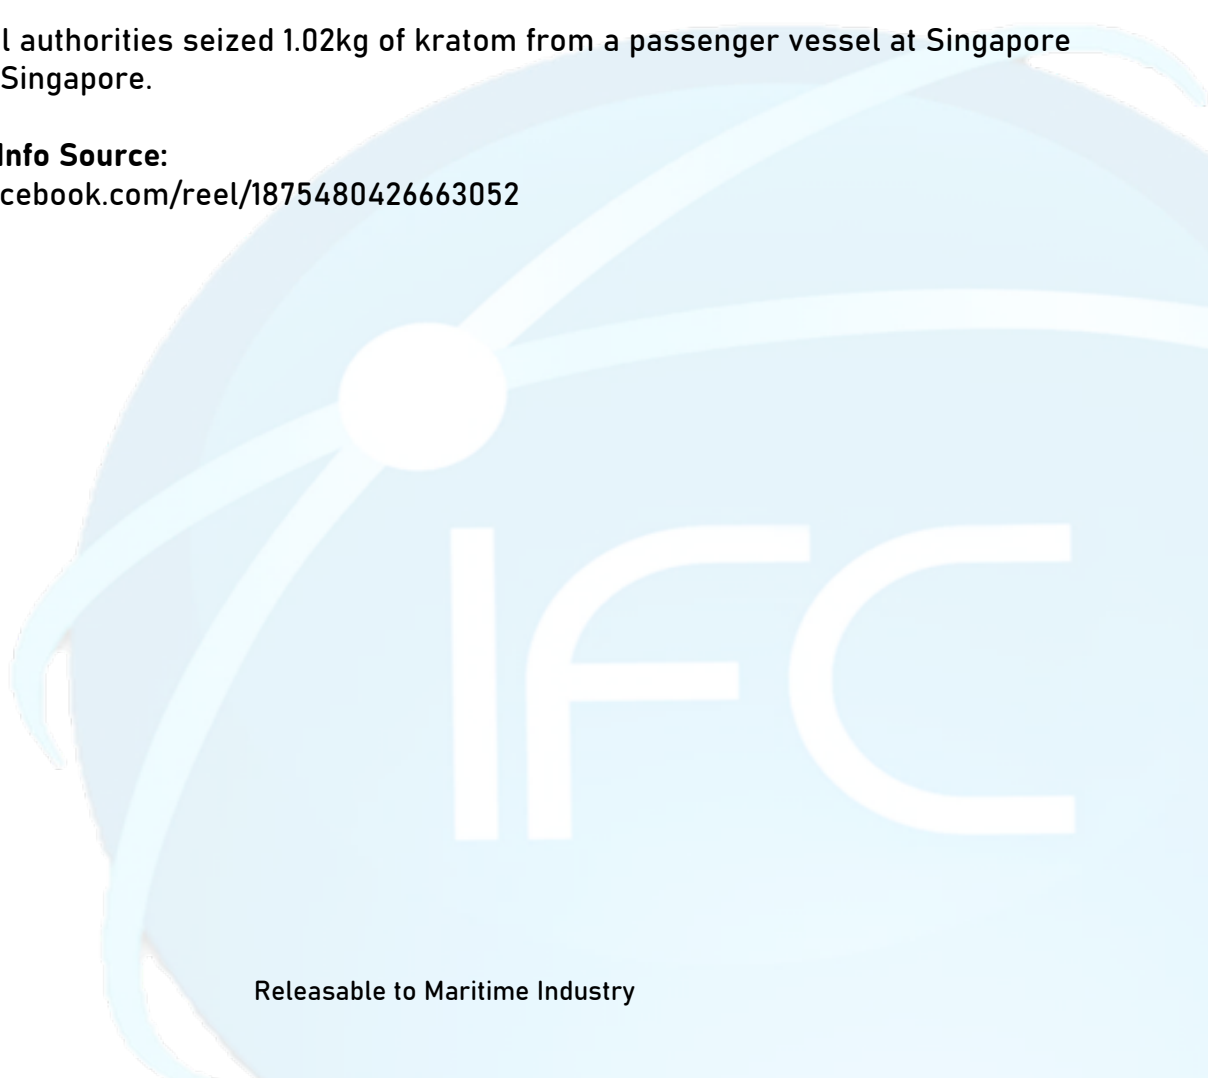 l authorities seized 1.02kg of kratom from a passenger vessel at Singapore
Singapore.
Info Source:
cebook.com/reel/1875480426663052
IFC
Releasable to Maritime Industry